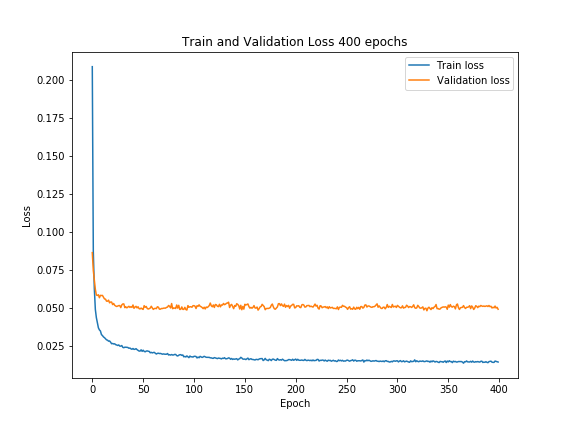 Train and Validation Loss 400 epochs
Train loss
Validation loss
0.200
0.175
0.150
0.125
0.100
0.075
0.050
0.025
Loss
0 50 100 150 200 250 300 350 400
Epoch